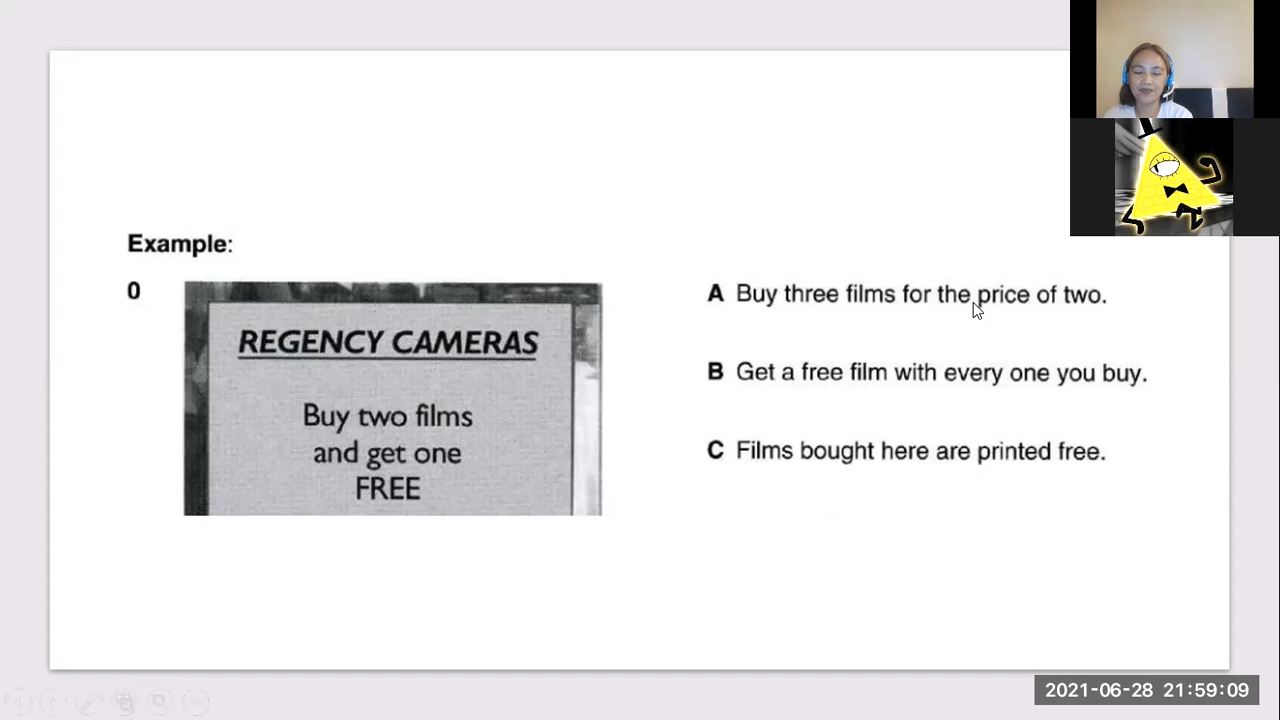 Example:
0
REGENCY CAMERAS
Buy two films
and get one
FREE
A Buy three films for the price of two.
B Get a free film with every one you buy.
C Films bought here are printed free.
2021-06-28 21:59:09